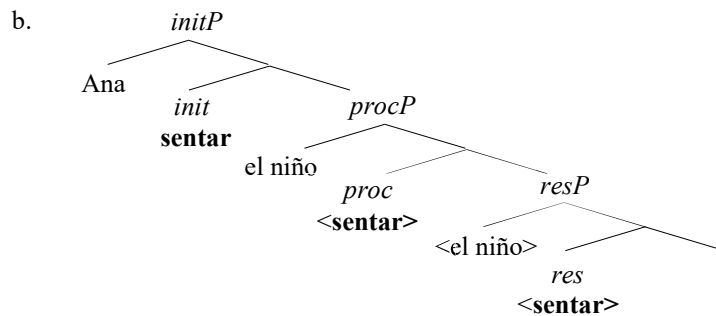 b. initP
Ana
init procP
sentar
el niño
proc resP
<sentar>
<el niño>
res
<sentar>